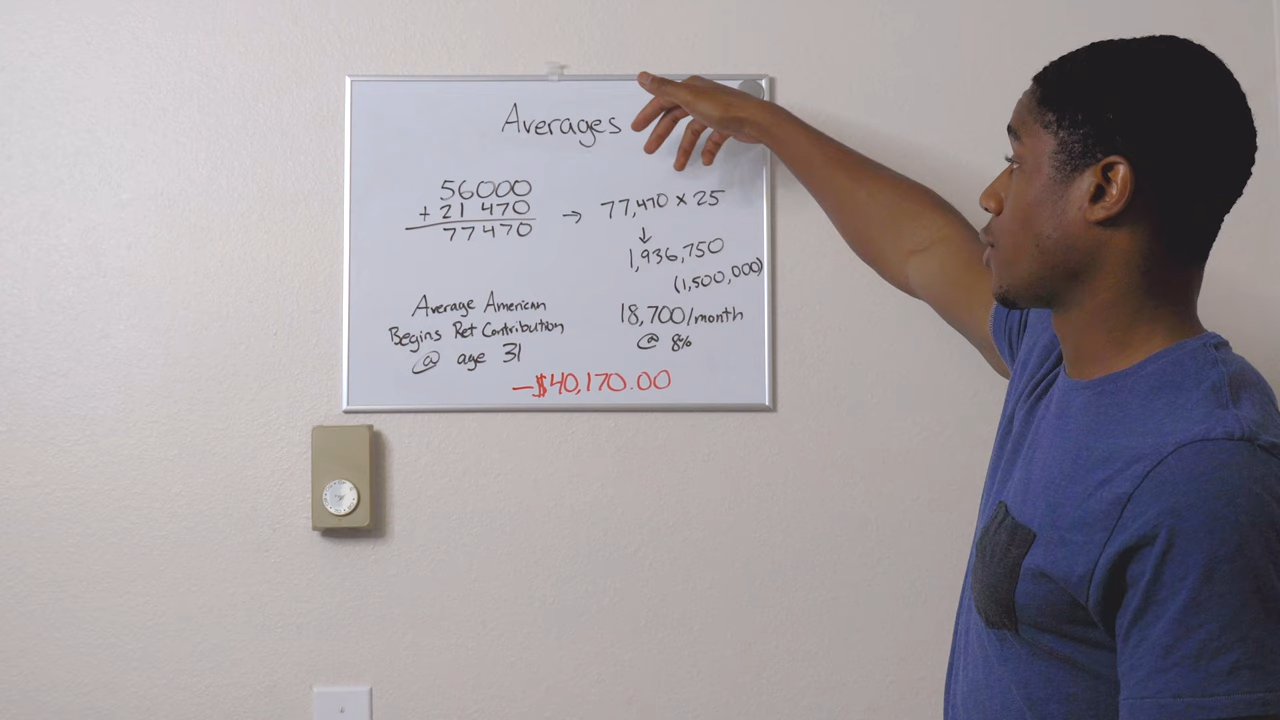 Averages
56000
+ 21 470
77470
→ 77,470 x 25
↓
1,936,750
(1,500,000)
18,700/month
@ 8%
Average American
Begins Ret Contribution
@ age 31
-$40,170.00